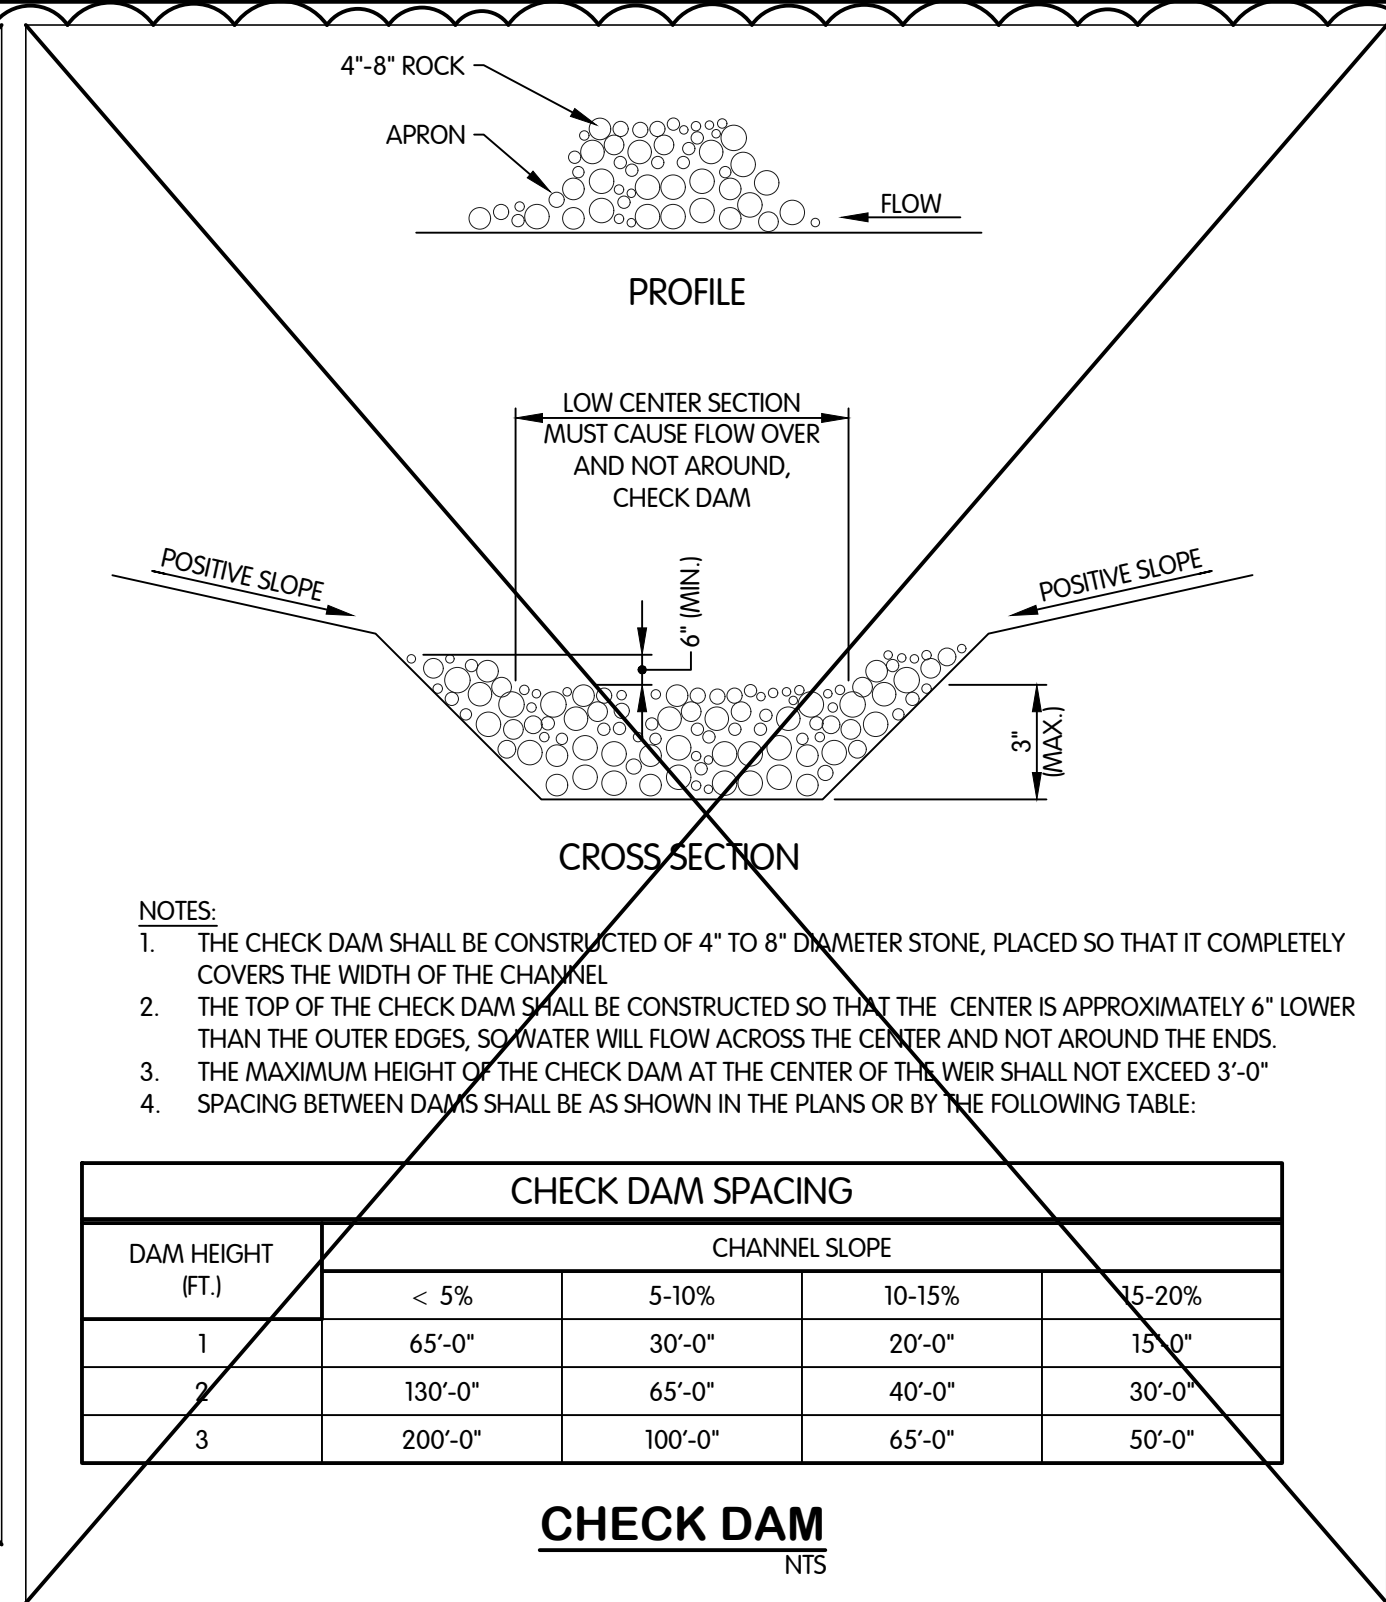 4"-8" ROCK
APRON
FLOW
PROFILE
LOW CENTER SECTION
MUST CAUSE FLOW OVER
AND NOT AROUND,
CHECK DAM
POSITIVE SLOPE
6" (MIN.)
POSITIVE SLOPE
3"
(MAX.)
CROSS SECTION
NOTES:
1. THE CHECK DAM SHALL BE CONSTRUCTED OF 4" TO 8" DIAMETER STONE, PLACED SO THAT IT COMPLETELY
COVERS THE WIDTH OF THE CHANNEL
2. THE TOP OF THE CHECK DAM SHALL BE CONSTRUCTED SO THAT THE CENTER IS APPROXIMATELY 6" LOWER
THAN THE OUTER EDGES, SO WATER WILL FLOW ACROSS THE CENTER AND NOT AROUND THE ENDS.
3. THE MAXIMUM HEIGHT OF THE CHECK DAM AT THE CENTER OF THE WEIR SHALL NOT EXCEED 3'-0"
4. SPACING BETWEEN DAMS SHALL BE AS SHOWN IN THE PLANS OR BY THE FOLLOWING TABLE:
CHECK DAM SPACING
DAM HEIGHT
(FT.)
CHANNEL SLOPE
< 5% 5-10% 10-15% 15-20%
1 65'-0" 30'-0" 20'-0" 15'-0"
2 130'-0" 65'-0" 40'-0" 30'-0"
3 200'-0" 100'-0" 65'-0" 50'-0"
CHECK DAM
NTS